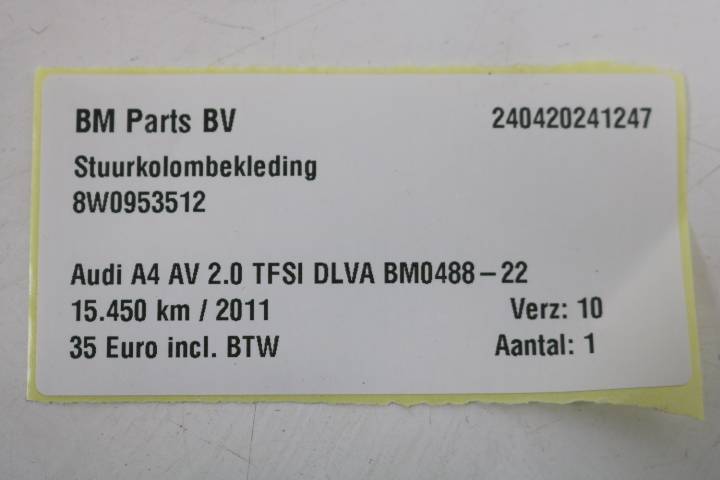 BM Parts BV 240420241247
Stuurkolombekleding
8W0953512
Audi A4 AV 2.0 TFSI DLVA BM0488-22
15.450 km / 2011 Verz: 10
35 Euro incl. BTW Aantal: 1